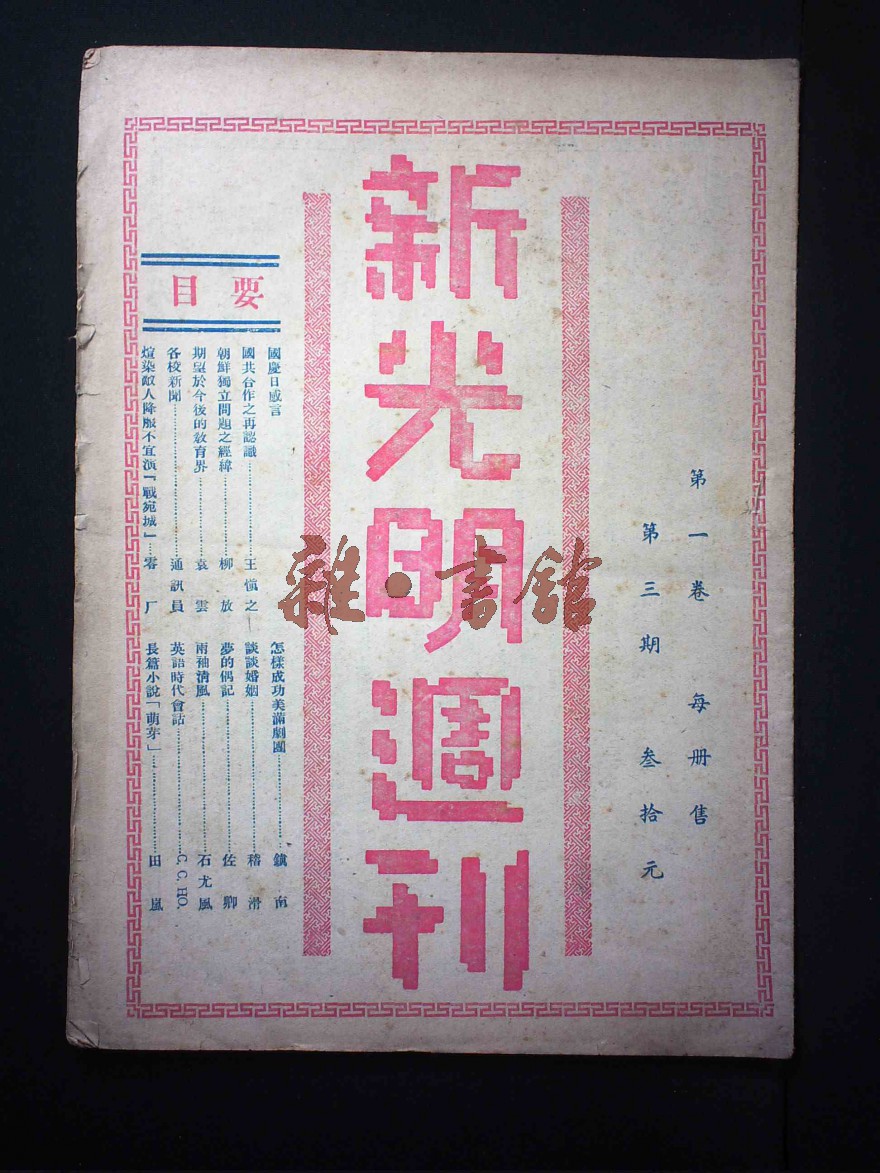 新光明週刊
第一卷 每册售
第三期 叁拾元
要目
國慶日感言
國共合作之再認識 王愼之
朝鮮獨立問題之經緯 柳放
期望於今後的敎育界 袁雲
各校新聞 通訊員
煊染敵人降服不宜演『戰宛城』 零厂
怎樣成功美滿劇團 鎭南
談談婚姻 稽滑
夢的偶記 佐卿
兩袖淸風 石尤風
英語時代會話 C. C. HO.
長篇小說「萌芽」 田嵐
雜·書館